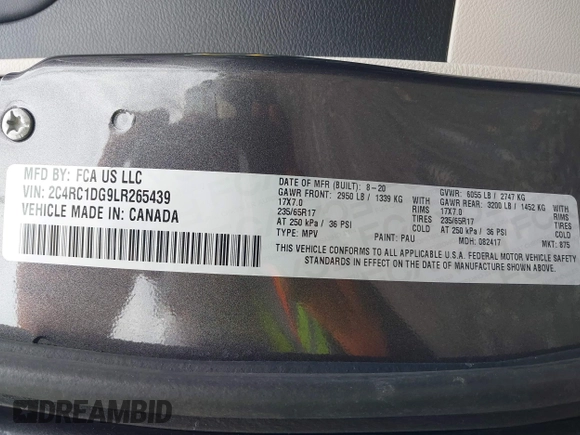 MFD BY: FCA US LLC
VIN: 2C4RC1DG9LR265439
VEHICLE MADE IN: CANADA
DATE OF MFR (BUILT): 8-20 GVWR: 6055 LB / 2747 KG
GAWR FRONT: 2950 LB / 1339 KG WITH GAWR REAR: 3200 LB / 1452 KG WITH
17X7.0 RIMS 17X7.0 RIMS
235/65R17 TIRES 235/65R17 TIRES
AT 250 kPa / 36 PSI COLD AT 250 kPa / 36 PSI COLD
TYPE: MPV PAINT: PAU MDH: 082417 MKT: 875
THIS VEHICLE CONFORMS TO ALL APPLICABLE U.S.A. FEDERAL MOTOR VEHICLE SAFETY
STANDARDS IN EFFECT ON THE DATE OF MANUFACTURE SHOWN ABOVE.
DREAMBID